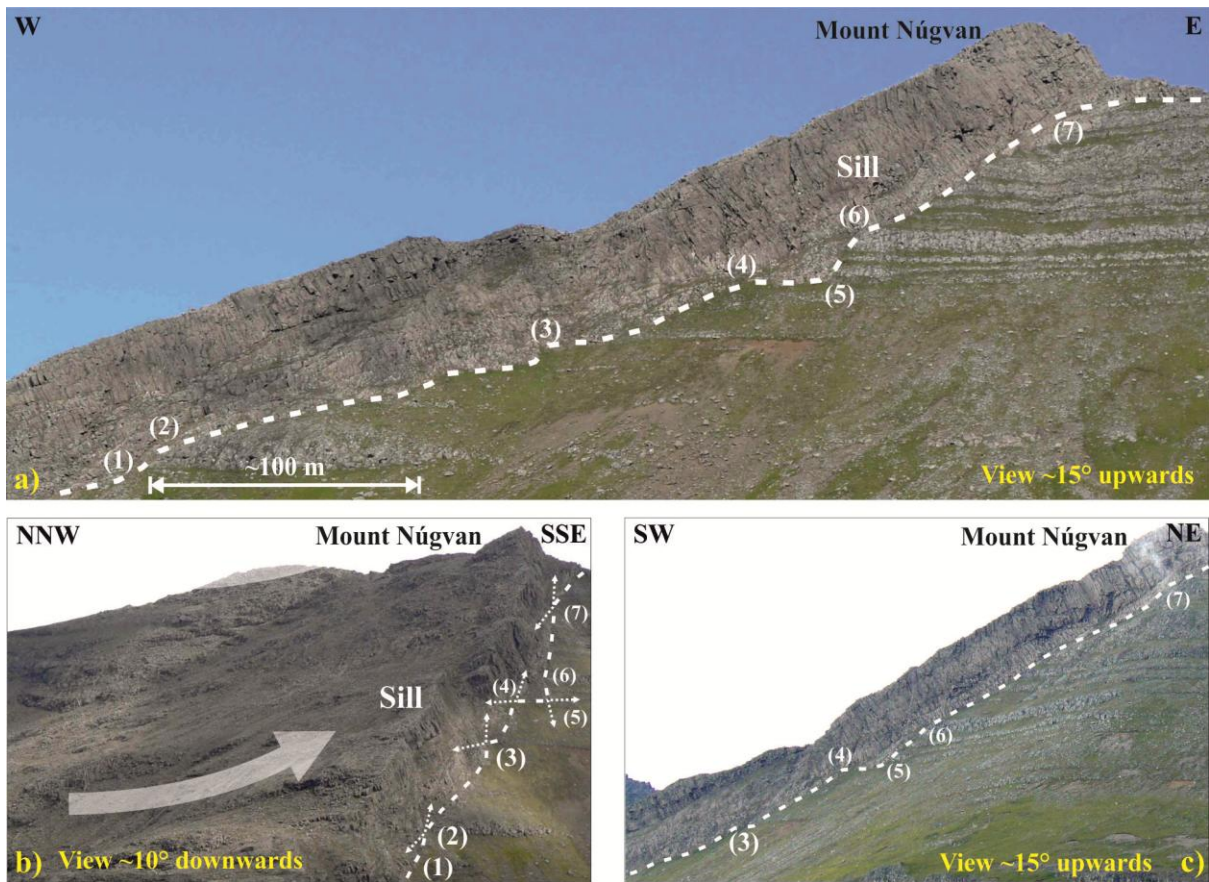 W
Mount Núgvan
E
(7)
Sill
(6)
(4)
(5)
(3)
(2)
(1)
~100 m
a)
View ~15° upwards
NNW
Mount Núgvan
SSE
(7)
Sill
(4)
(6)
(5)
(3)
(2)
(1)
b) View ~10° downwards
SW
Mount Núgvan
NE
(7)
(6)
(4)
(5)
(3)
View ~15° upwards
c)